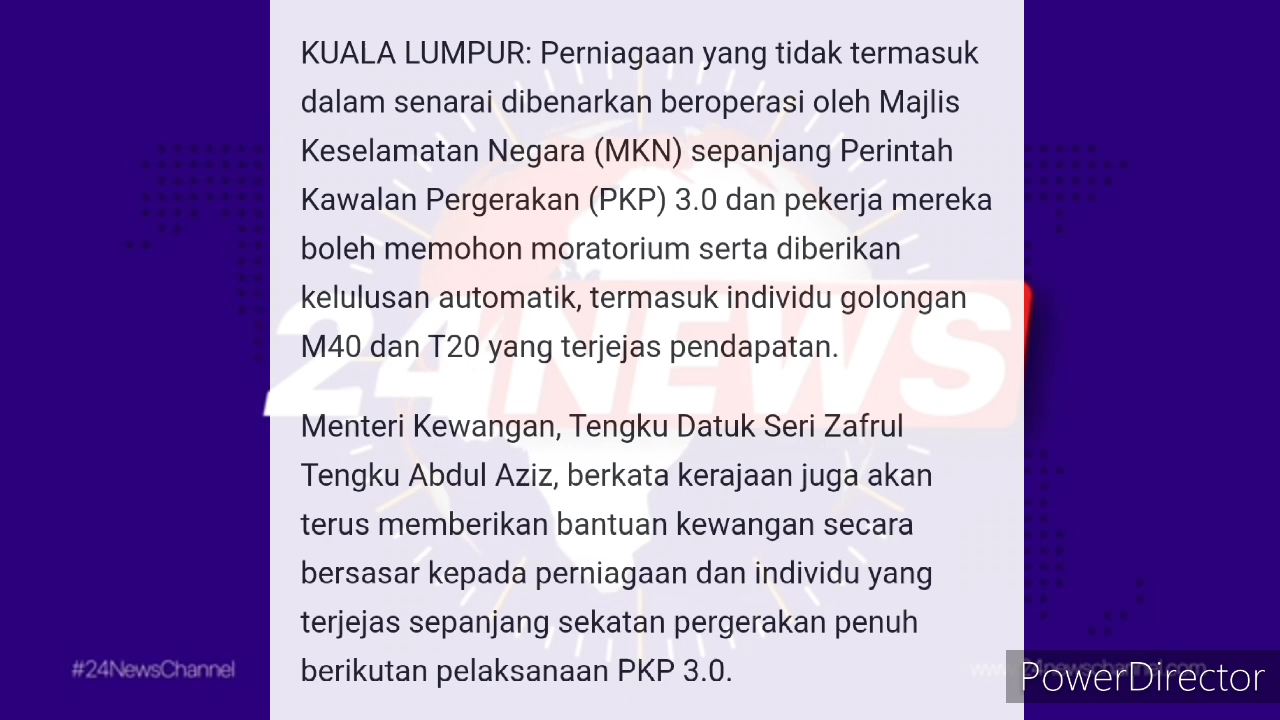 KUALA LUMPUR: Perniagaan yang tidak termasuk
dalam senarai dibenarkan beroperasi oleh Majlis
Keselamatan Negara (MKN) sepanjang Perintah
Kawalan Pergerakan (PKP) 3.0 dan pekerja mereka
boleh memohon moratorium serta diberikan
kelulusan automatik, termasuk individu golongan
M40 dan T20 yang terjejas pendapatan.
24NEWS
Menteri Kewangan, Tengku Datuk Seri Zafrul
Tengku Abdul Aziz, berkata kerajaan juga akan
terus memberikan bantuan kewangan secara
bersasar kepada perniagaan dan individu yang
terjejas sepanjang sekatan pergerakan penuh
berikutan pelaksanaan PKP 3.0.
#24NewsChannel
www.24newschannel.com
PowerDirector